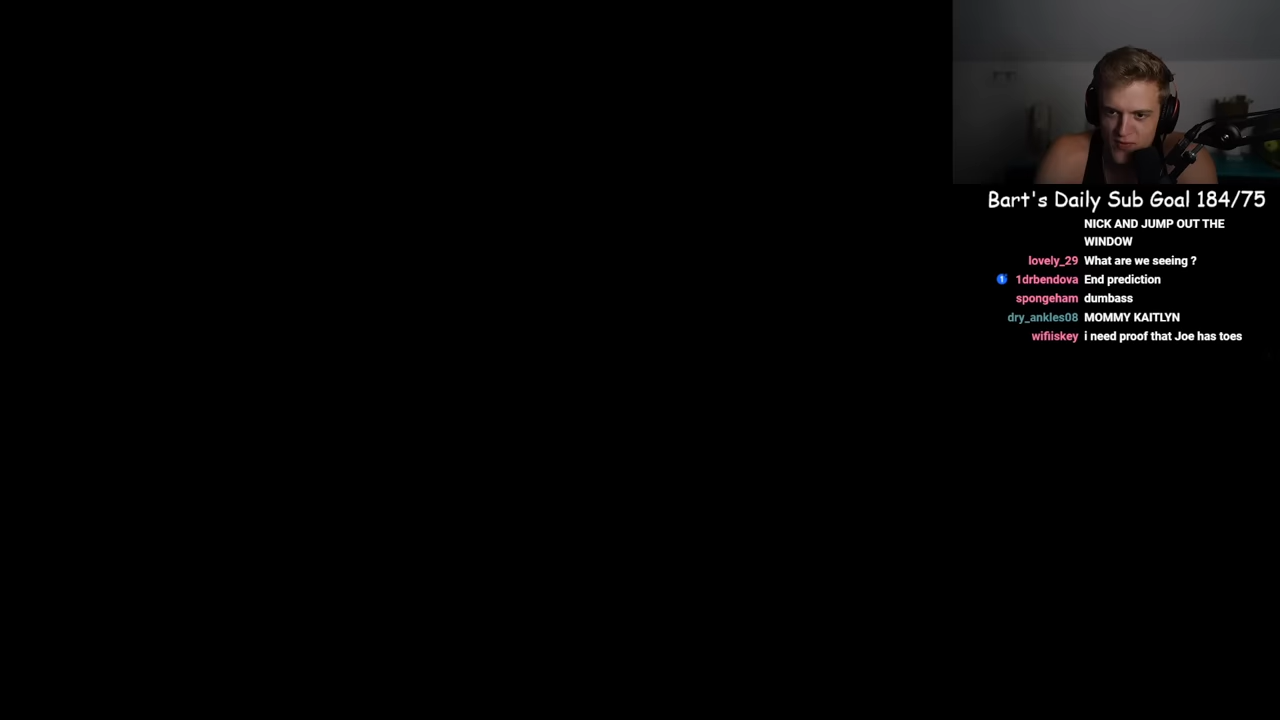 Bart's Daily Sub Goal 184/75
NICK AND JUMP OUT THE
WINDOW
lovely_29 What are we seeing ?
1 1drbendova End prediction
spongeham dumbass
dry_ankles08 MOMMY KAITLYN
wifiiskey i need proof that Joe has toes